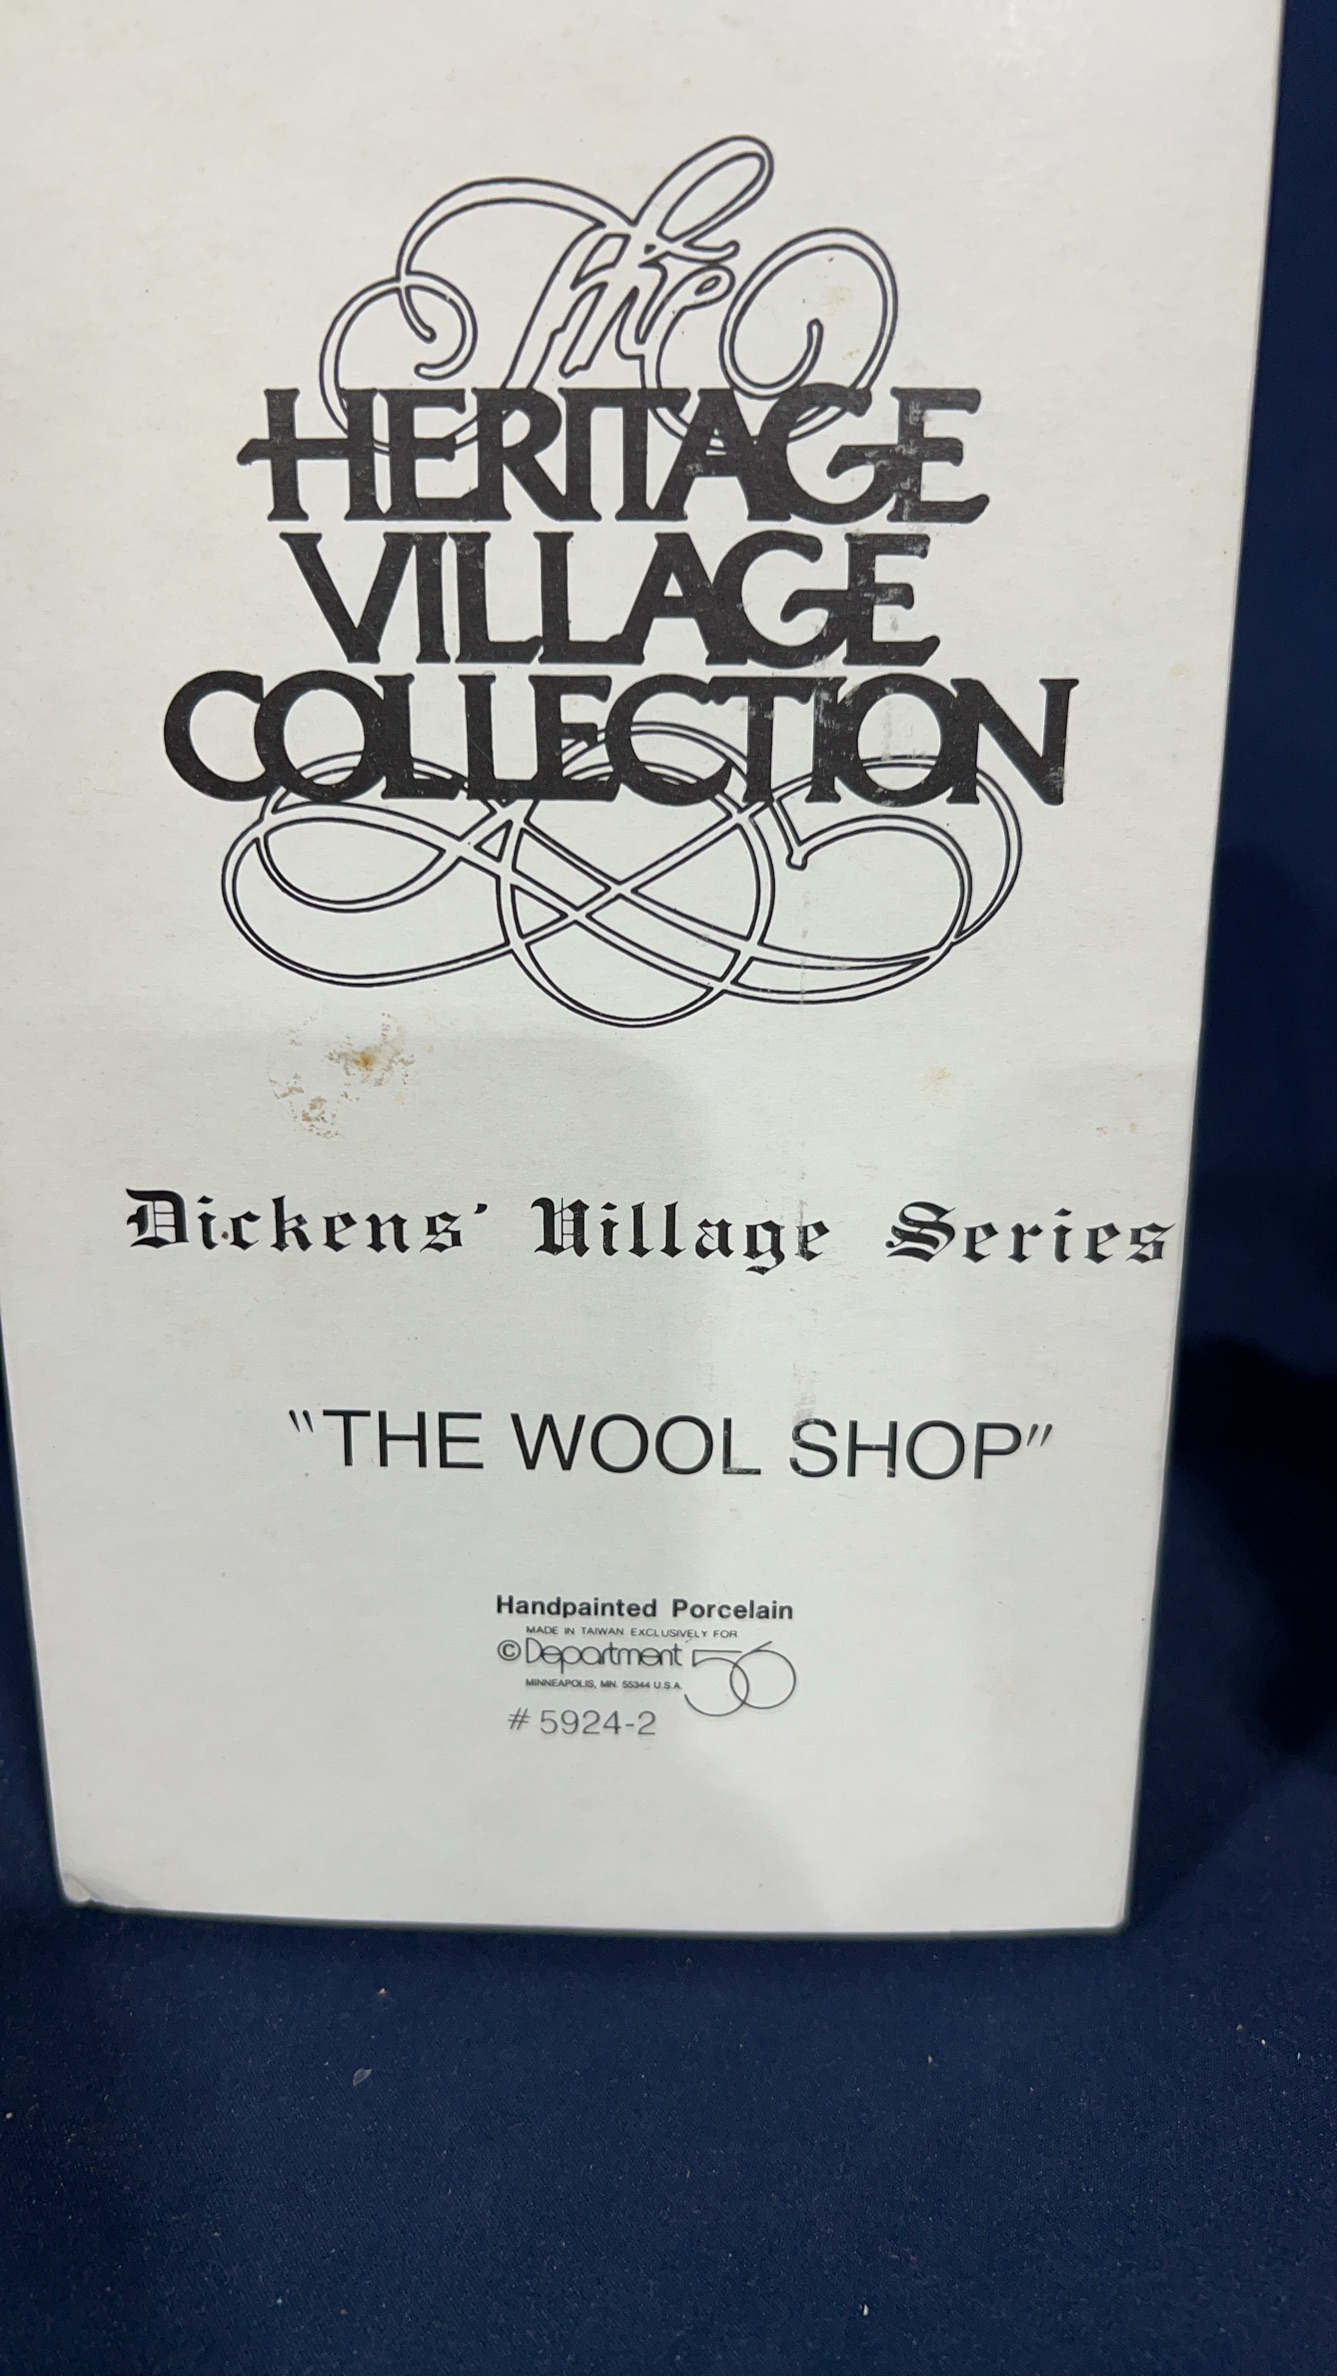 The
HERITAGE
VILLAGE
COLLECTION
Dickens' Village Series
"THE WOOL SHOP"
Handpainted Porcelain
MADE IN TAIWAN EXCLUSIVELY FOR
© Department 56
MINNEAPOLIS, MN. 55344 U.S.A.
# 5924-2